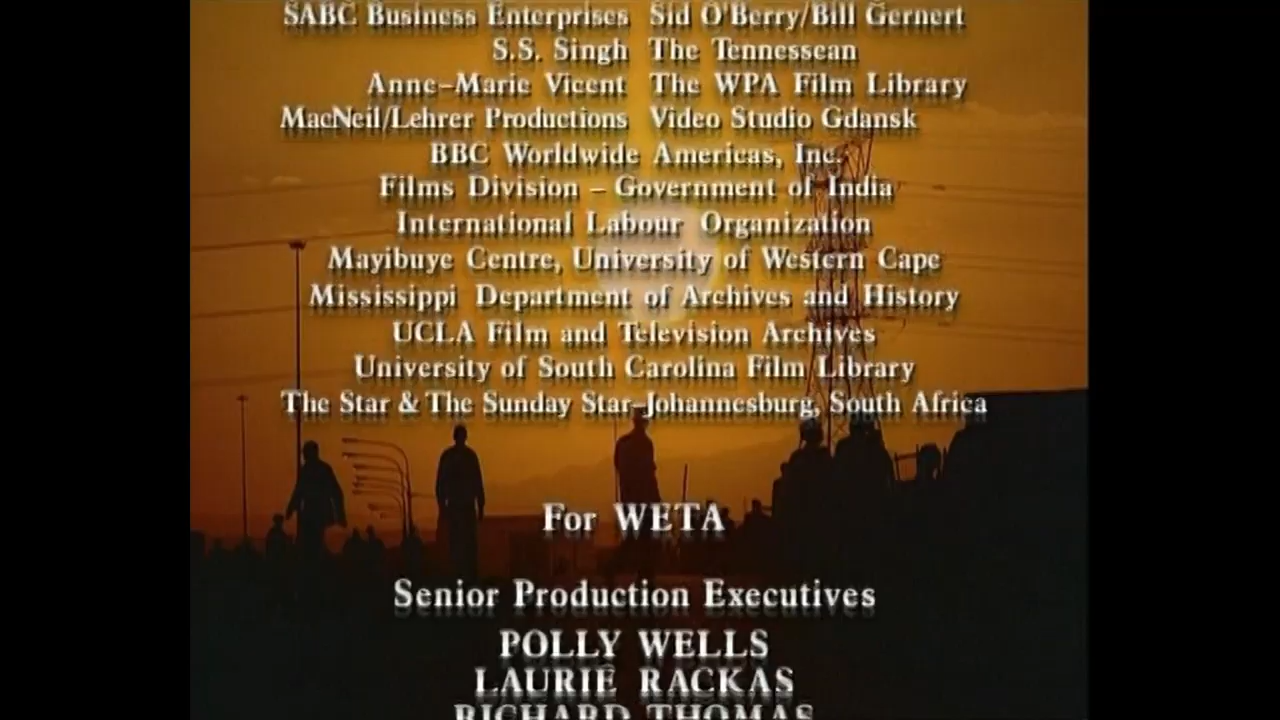 SABC Business Enterprises Sid O'Berry/Bill Gernert
S.S. Singh The Tennessean
Anne-Marie Vicent The WPA Film Library
MacNeil/Lehrer Productions Video Studio Gdansk
BBC Worldwide Americas, Inc.
Films Division – Government of India
International Labour Organization
Mayibuye Centre, University of Western Cape
Mississippi Department of Archives and History
UCLA Film and Television Archives
University of South Carolina Film Library
The Star & The Sunday Star-Johannesburg, South Africa
For WETA
Senior Production Executives
POLLY WELLS
LAURIE RACKAS
RICHARD THOMAS